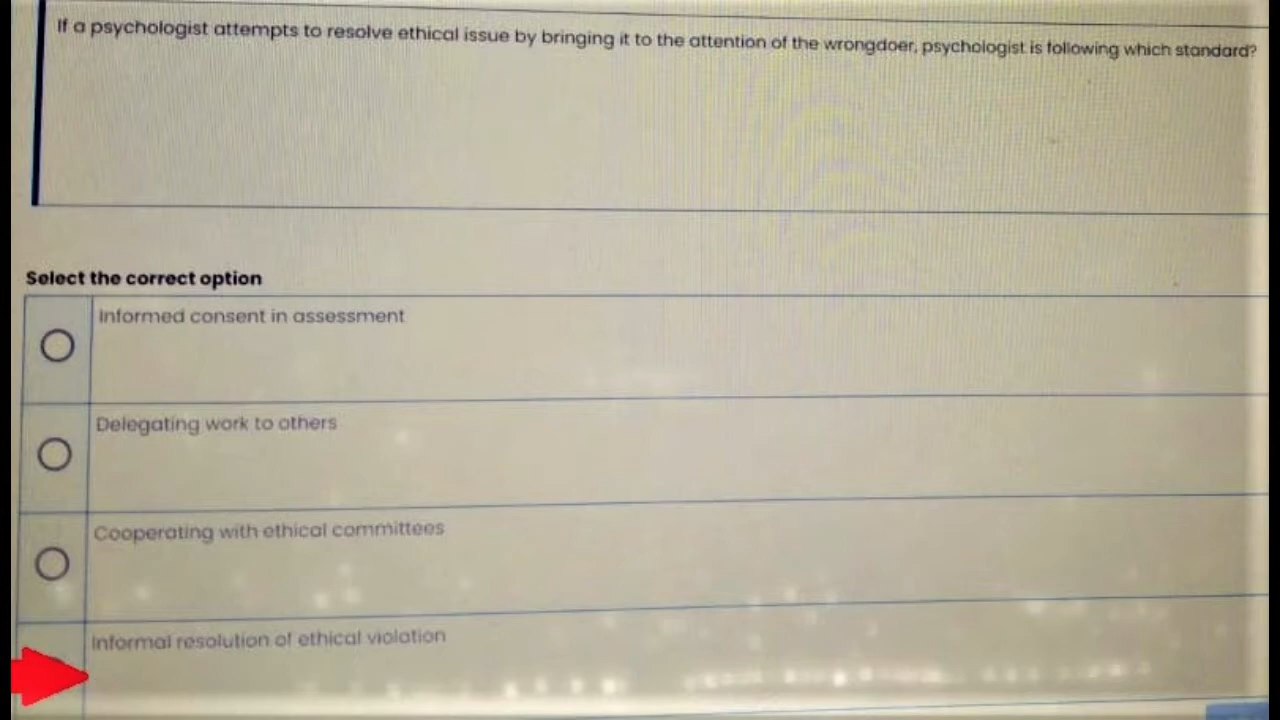 If a psychologist attempts to resolve ethical issue by bringing it to the attention of the wrongdoer, psychologist is following which standard?
Select the correct option
Informed consent in assessment
Delegating work to others
Cooperating with ethical committees
Informal resolution of ethical violation